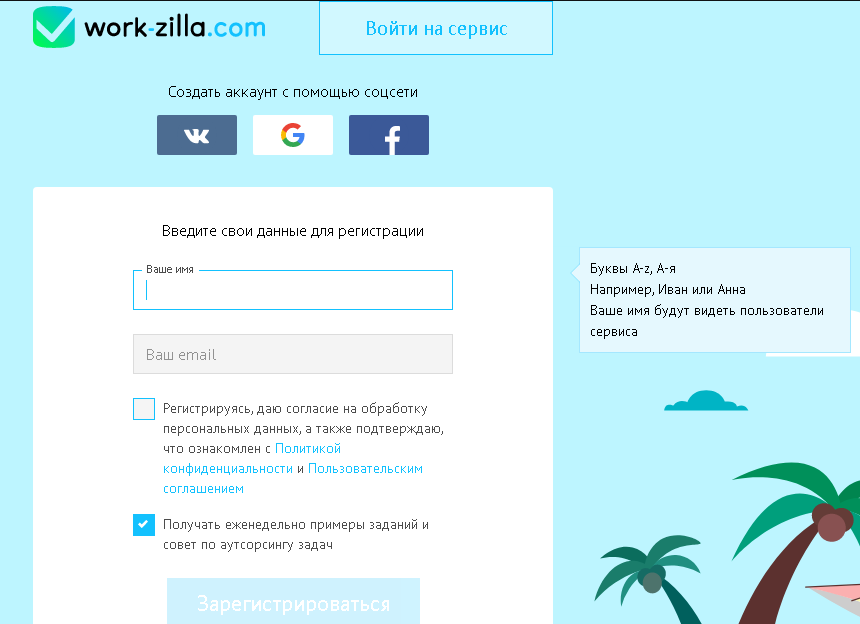 work-zilla.com
Войти на сервис
Создать аккаунт с помощью соцсети
Введите свои данные для регистрации
Ваше имя
Буквы A-z, А-я
Например, Иван или Анна
Ваше имя будут видеть пользователи
сервиса
Ваш email
Регистрируясь, даю согласие на обработку
персональных данных, а также подтверждаю,
что ознакомлен с Политикой
конфиденциальности и Пользовательским
соглашением
Получать еженедельно примеры заданий и
совет по аутсорсингу задач
Зарегистрироваться